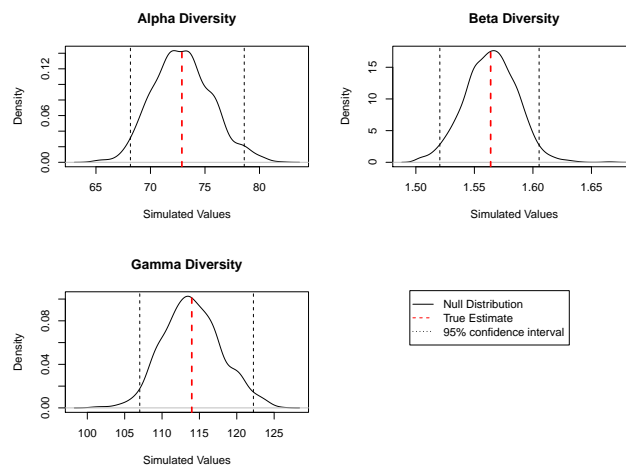 Alpha Diversity
Density
0.00
0.06
0.12
65 70 75 80
Simulated Values
Beta Diversity
Density
0
5
10
15
1.50 1.55 1.60 1.65
Simulated Values
Gamma Diversity
Density
0.00
0.04
0.08
100 105 110 115 120 125
Simulated Values
Null Distribution
True Estimate
95% confidence interval